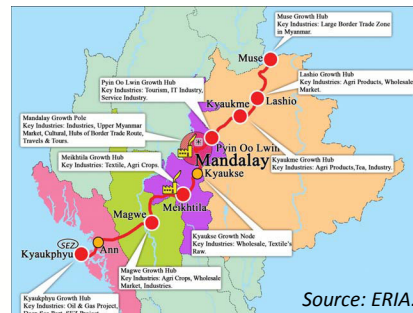 Muse Growth Hub
Key Industries: Large Border Trade Zone
in Myanmar.
Muse
Pyin Oo Lwin Growth Hub
Key Industries: Tourism, IT Industry,
Service Industry.
Lashio Growth Hub
Key Industries: Agri Products, Wholesale
Market.
Kyaukme
Lashio
Mandalay Growth Pole
Key Industries: Industries, Upper Myanmar
Market, Cultural, Hubs of Border Trade Route,
Travels & Tours.
Pyin Oo Lwin
Mandalay
Meikhtila Growth Hub
Key Industries: Textile, Agri Crops.
Kyaukse
Kyaukme Growth Hub
Key Industries: Agri Products,Tea, Industry.
Meikhtila
Magwe
Kyaukse Growth Node
Key Industries: Wholesale, Textile's
Raw.
SEZ
Ann
Kyaukphyu
Magwe Growth Hub
Key Industries: Agri Crops, Wholesale
Market, Industries.
Kyaukphyu Growth Hub
Key Industries: Oil & Gas Project,
Source: ERIA.